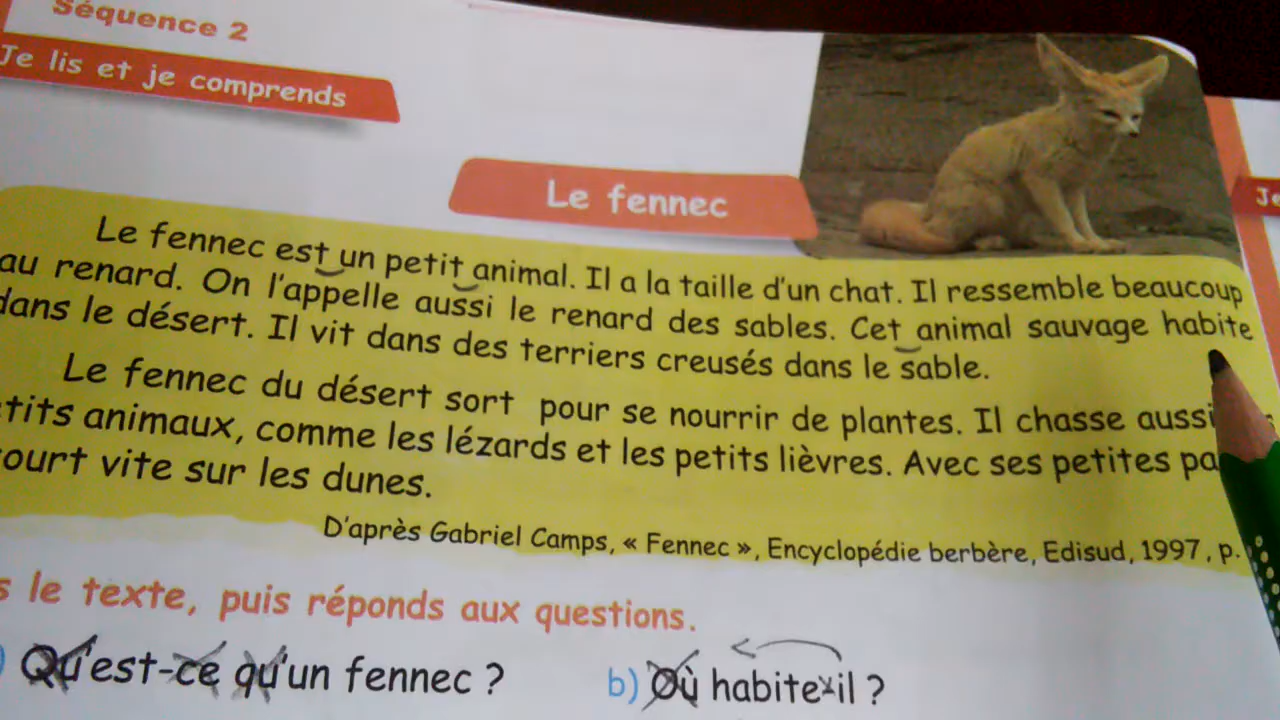 Séquence 2
Je lis et je comprends
Le fennec
Le fennec est un petit animal. Il a la taille d'un chat. Il ressemble beaucoup
au renard. On l'appelle aussi le renard des sables. Cet animal sauvage habite
dans le désert. Il vit dans des terriers creusés dans le sable.
Le fennec du désert sort pour se nourrir de plantes. Il chasse aussi
tits animaux, comme les lézards et les petits lièvres. Avec ses petites pa
court vite sur les dunes.
D'après Gabriel Camps, « Fennec », Encyclopédie berbère, Edisud, 1997, p.
s le texte, puis réponds aux questions.
) Qu'est-ce qu'un fennec ? b) Où habite-il ?
Je